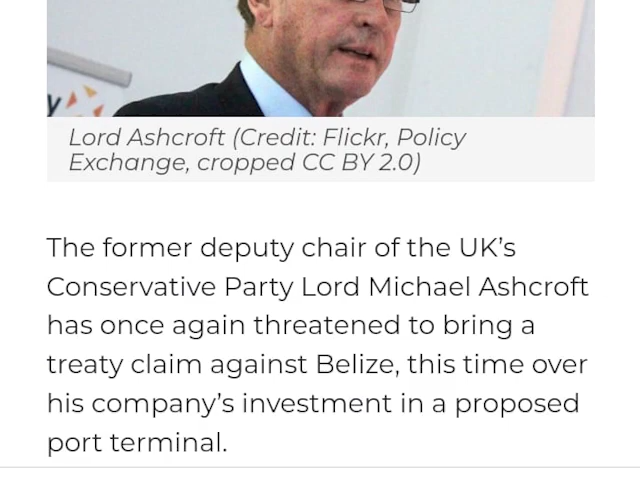 Lord Ashcroft (Credit: Flickr, Policy
Exchange, cropped CC BY 2.0)
The former deputy chair of the UK’s
Conservative Party Lord Michael Ashcroft
has once again threatened to bring a
treaty claim against Belize, this time over
his company’s investment in a proposed
port terminal.